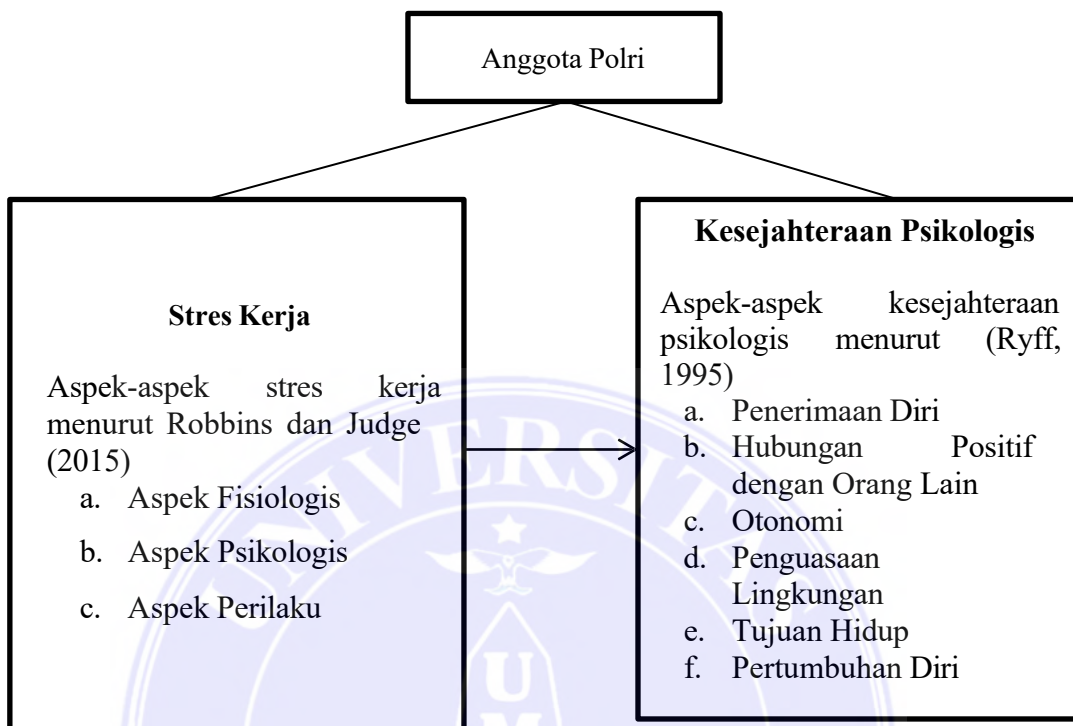 Anggota Polri
Stres Kerja
Aspek-aspek stres kerja
menurut Robbins dan Judge
(2015)
a. Aspek Fisiologis
b. Aspek Psikologis
c. Aspek Perilaku
Kesejahteraan Psikologis
Aspek-aspek kesejahteraan
psikologis menurut (Ryff,
1995)
a. Penerimaan Diri
b. Hubungan Positif
dengan Orang Lain
c. Otonomi
d. Penguasaan
Lingkungan
e. Tujuan Hidup
f. Pertumbuhan Diri
UNIVERSITAS
U
M